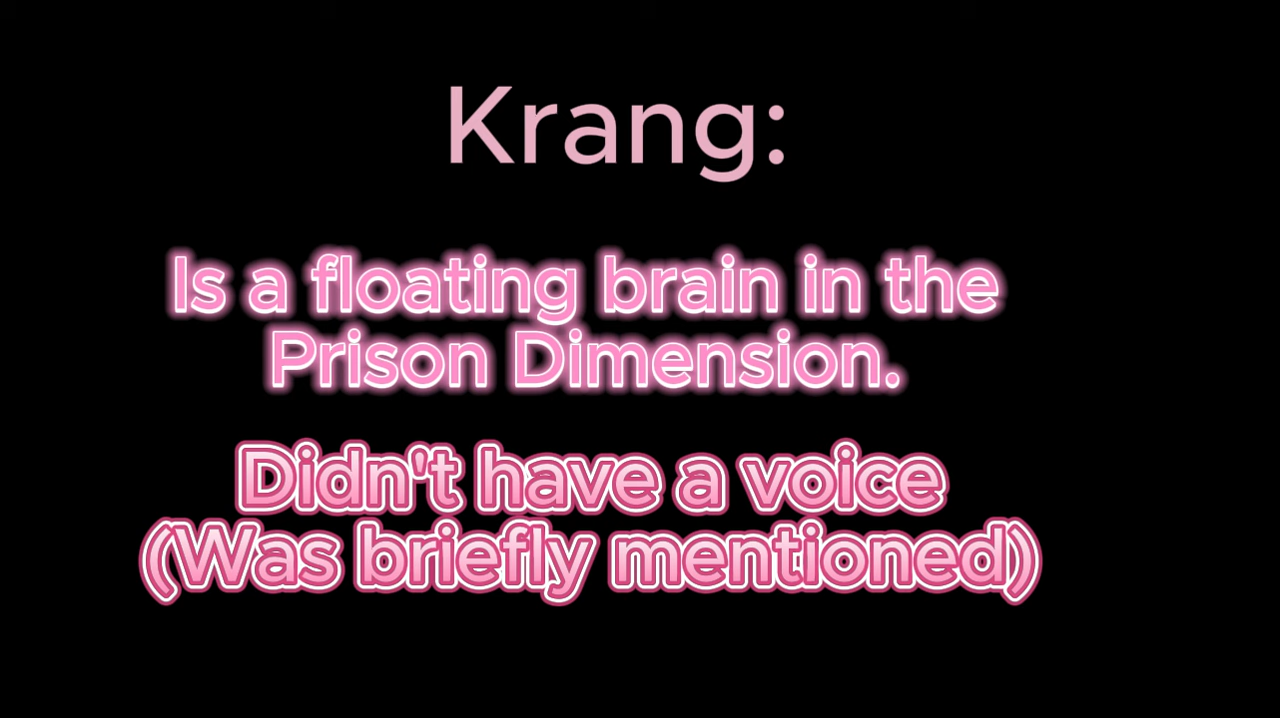 Krang:
Is a floating brain in the
Prison Dimension.
Didn't have a voice
(Was briefly mentioned)